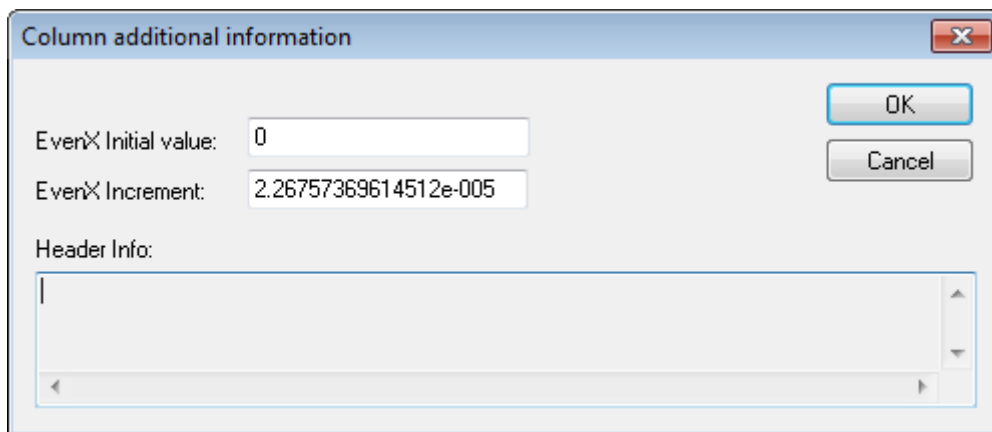 Column additional information
OK
EvenX Initial value: 0
Cancel
EvenX Increment: 2.26757369614512e-005
Header Info: